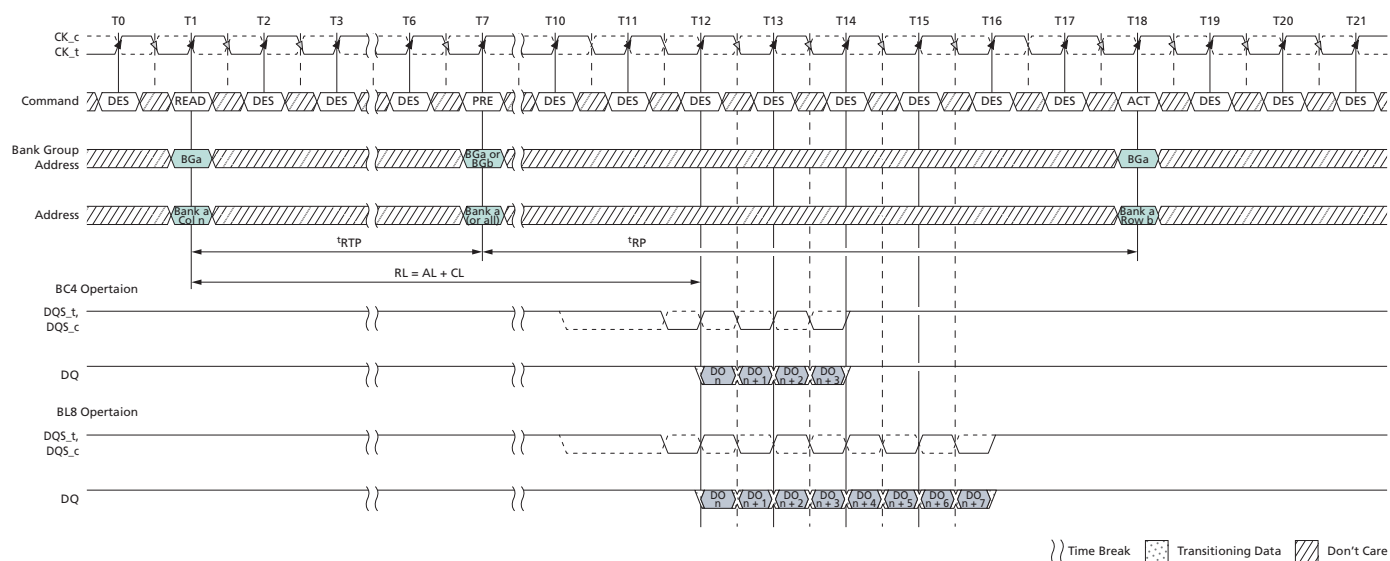 T0 T1 T2 T3 T6 T7 T10 T11 T12 T13 T14 T15 T16 T17 T18 T19 T20 T21
CK_c
CK_t
Command DES READ DES DES DES PRE DES DES DES DES DES DES DES DES ACT DES DES DES
Bank Group
Address
BGa
BGa or
BGb
BGa
Address
Bank a
Col n
Bank a
(or all)
Bank a
Row b
tRTP tRP
RL = AL + CL
BC4 Opertaion
DQS_t,
DQS_c
DQ
DO
n
DO
n + 1
DO
n + 2
DO
n + 3
BL8 Opertaion
DQS_t,
DQS_c
DQ
DO
n
DO
n + 1
DO
n + 2
DO
n + 3
DO
n + 4
DO
n + 5
DO
n + 6
DO
n + 7
Time Break Transitioning Data Don't Care